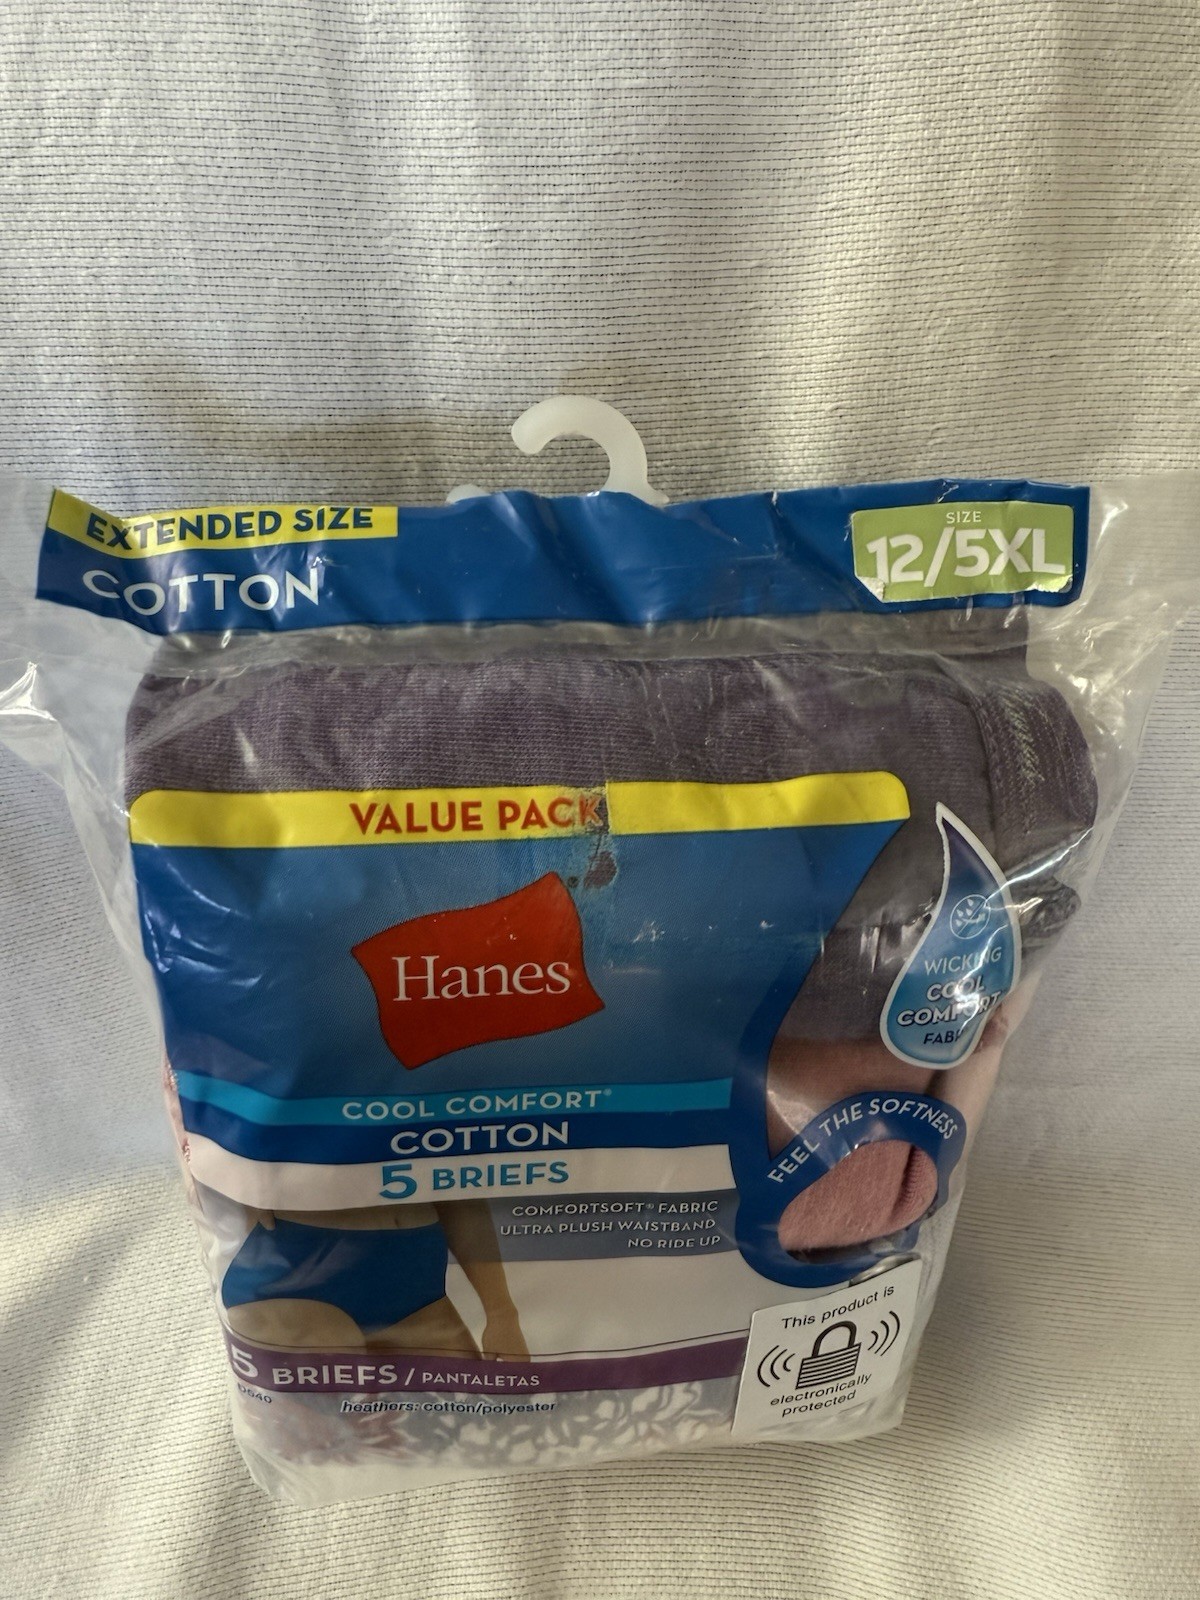 EXTENDED SIZE
COTTON
SIZE
12/5XL
VALUE PACK
Hanes®
WICKING
COOL
COMFORT
FABRIC
FEEL THE SOFTNESS
COOL COMFORT®
COTTON
5 BRIEFS
COMFORTSOFT® FABRIC
ULTRA PLUSH WAISTBAND
NO RIDE UP
This product is
electronically
protected
5 BRIEFS / PANTALETAS
heathers: cotton/polyester